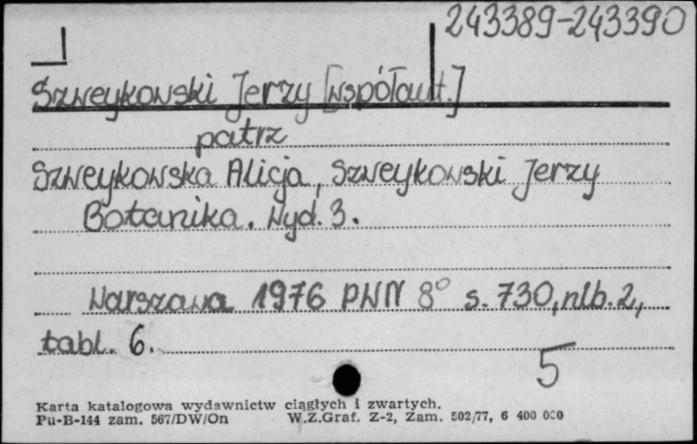 243389-243390
Szweykowski Jerzy [współaut.]
patrz
Szweykowska Alicja, Szweykowski Jerzy
Botanika. Wyd. 3.
Warszawa 1976 PWN 8° s. 730, nlb. 2,
tabl. 6.
5
Karta katalogowa wydawnictw ciągłych i zwartych.
Pu-B-144 zam. 567/DW/On W.Z.Graf. Z-2, Zam. 502/77, 6 400 000